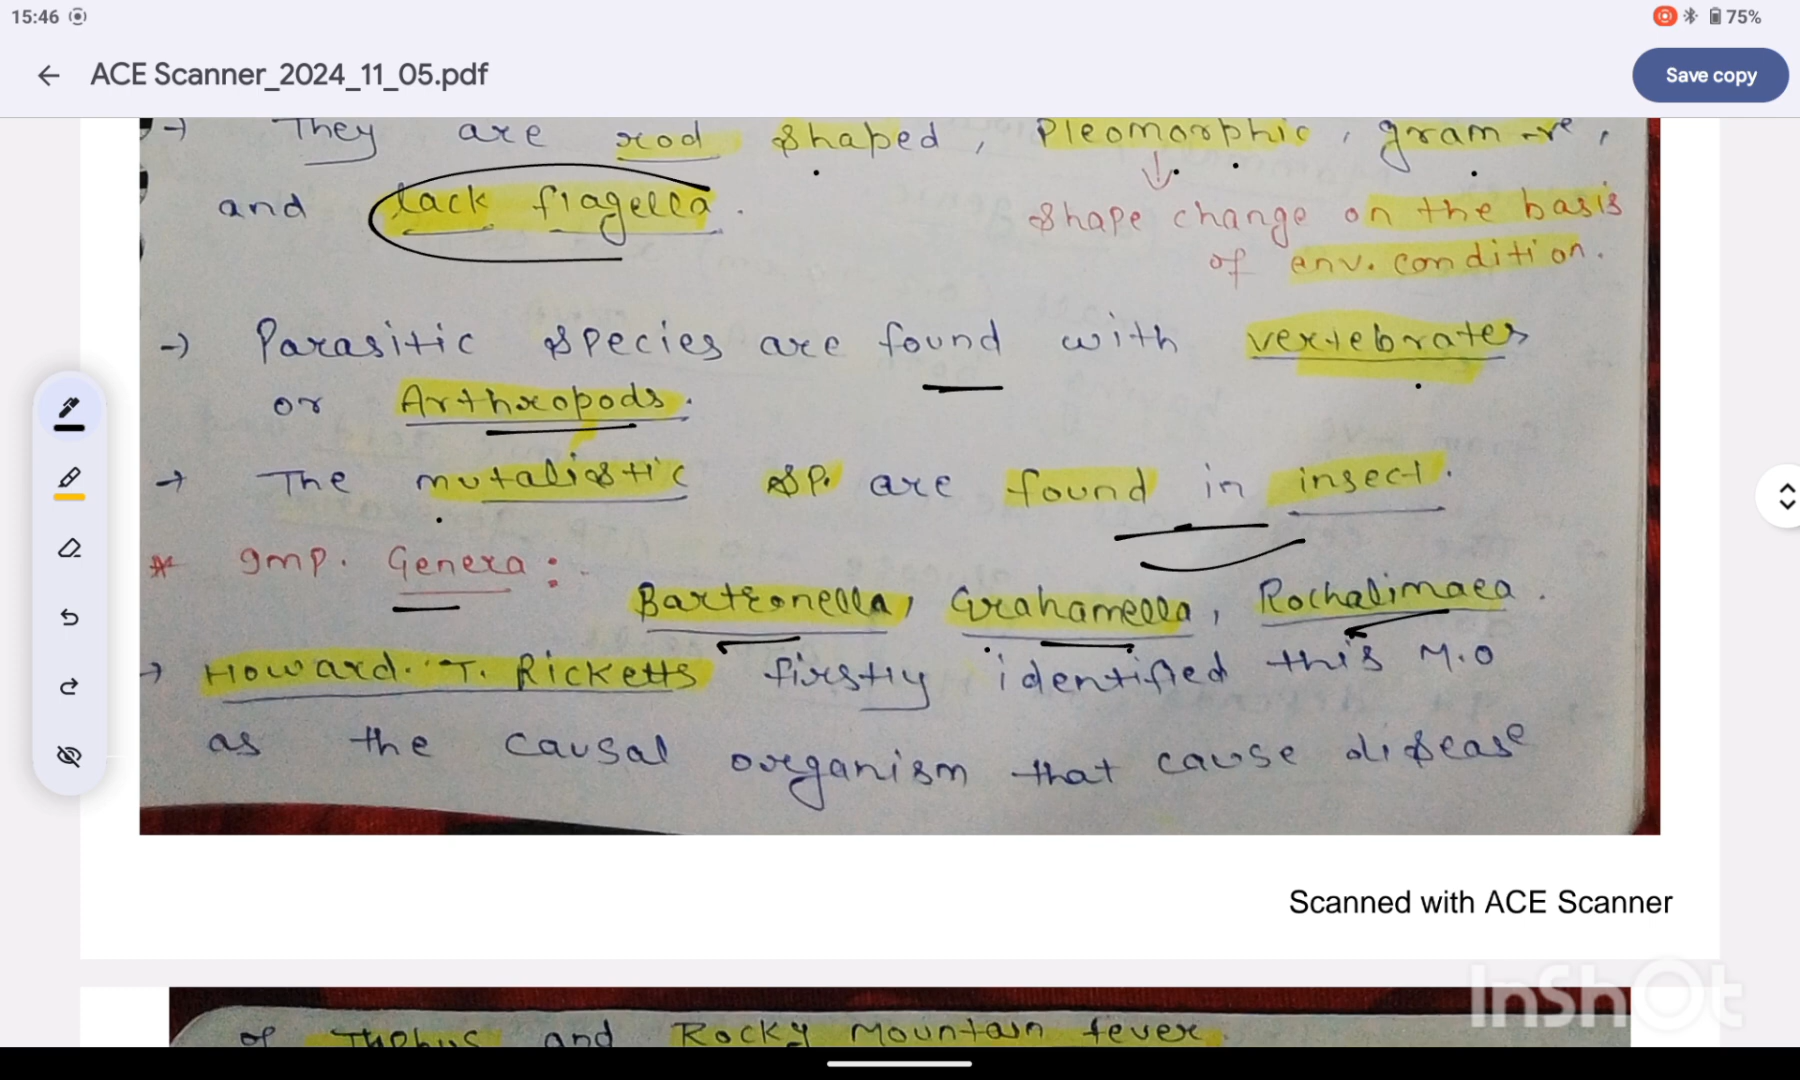 15:46
75%
ACE Scanner_2024_11_05.pdf
Save copy
→ They are rod shaped, Pleomorphic, gram -ve,
and lack flagella.
shape change on the basis
of env. condition.
→ Parasitic species are found with vertebrates
or Arthropods.
→ The mutalistic sp. are found in insect.
* Imp. Genera :-
Bartronella, Grahamella, Rochalimaea.
→ Howard. T. Ricketts firstly identified this M.O
as the causal organism that cause disease
Scanned with ACE Scanner
InShOt
of Typhus and Rocky Mountain fever.